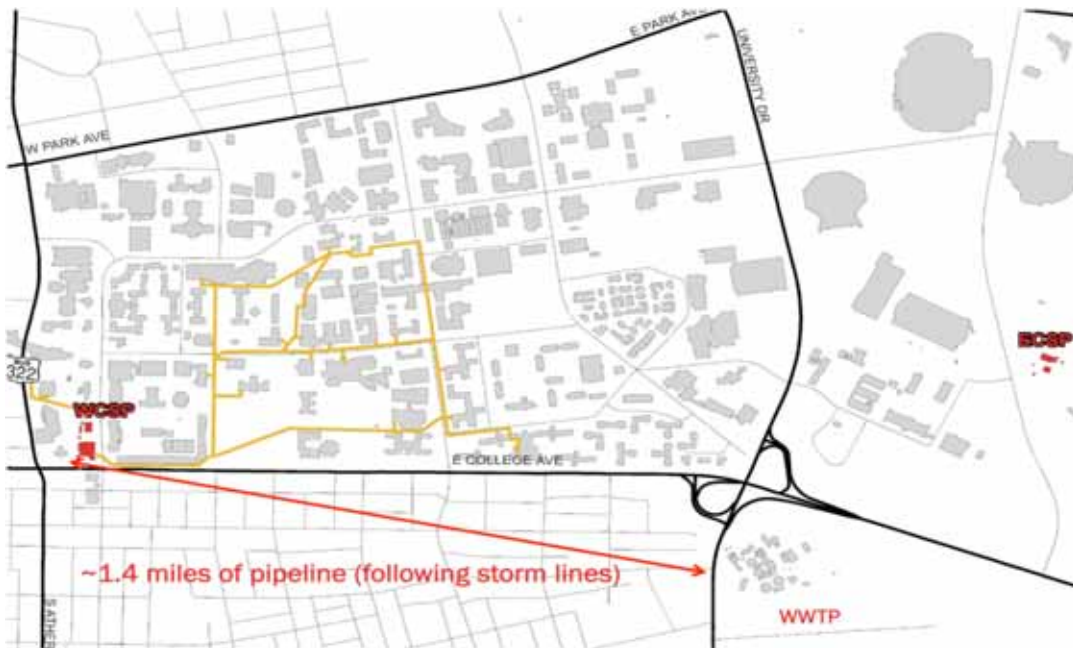 E PARK AVE
UNIVERSITY DR
W PARK AVE
ECSP
322
WCSP
E COLLEGE AVE
~1.4 miles of pipeline (following storm lines)
S ATHER
WWTP